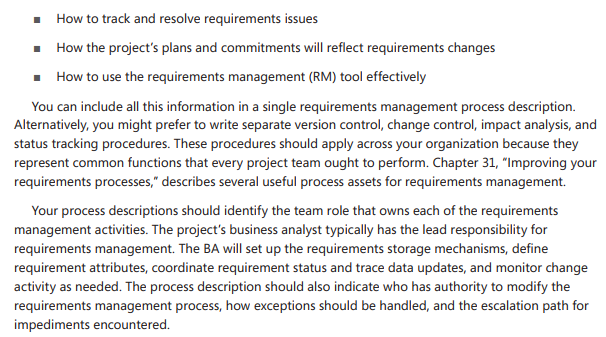 ■ How to track and resolve requirements issues
■ How the project's plans and commitments will reflect requirements changes
■ How to use the requirements management (RM) tool effectively
You can include all this information in a single requirements management process description.
Alternatively, you might prefer to write separate version control, change control, impact analysis, and
status tracking procedures. These procedures should apply across your organization because they
represent common functions that every project team ought to perform. Chapter 31, “Improving your
requirements processes,” describes several useful process assets for requirements management.
Your process descriptions should identify the team role that owns each of the requirements
management activities. The project's business analyst typically has the lead responsibility for
requirements management. The BA will set up the requirements storage mechanisms, define
requirement attributes, coordinate requirement status and trace data updates, and monitor change
activity as needed. The process description should also indicate who has authority to modify the
requirements management process, how exceptions should be handled, and the escalation path for
impediments encountered.